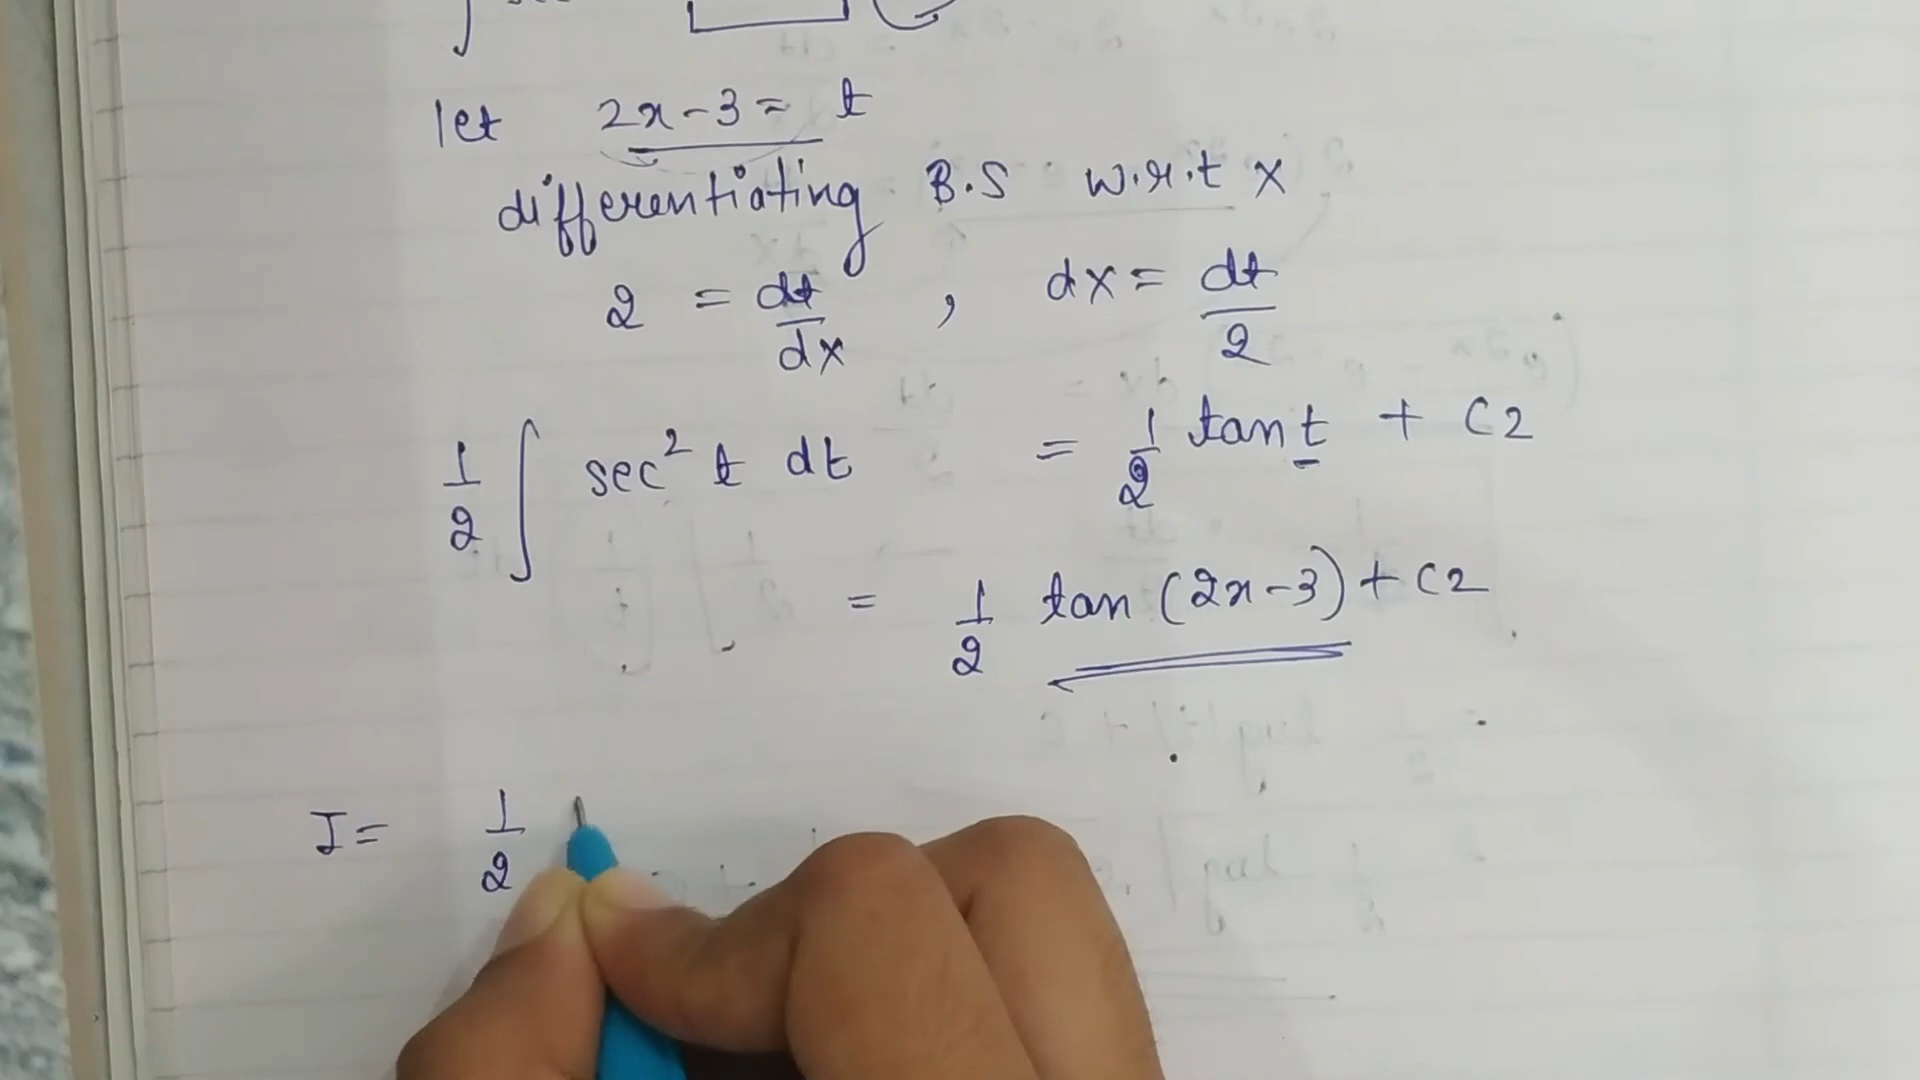 let 2x-3 = t
differentiating B.S w.r.t x
2 = dt/dx , dx = dt/2
1/2 ∫ sec² t dt = 1/2 tan t + C2
= 1/2 tan (2x-3) + C2
I = 1/2